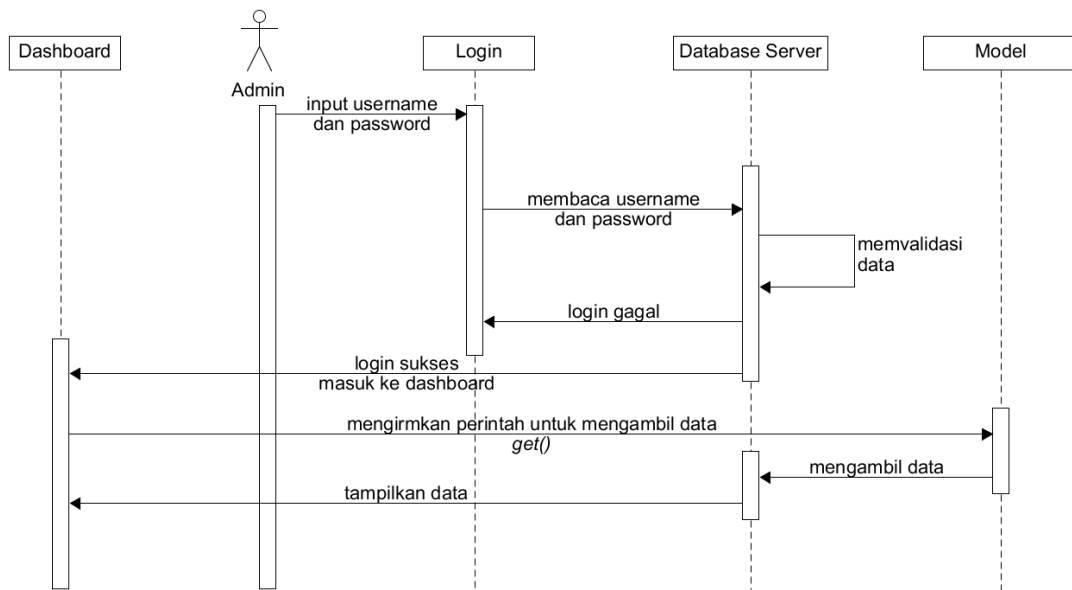 Dashboard
Admin
Login
Database Server
Model
input username
dan password
membaca username
dan password
memvalidasi
data
login gagal
login sukses
masuk ke dashboard
mengirmkan perintah untuk mengambil data
get()
mengambil data
tampilkan data